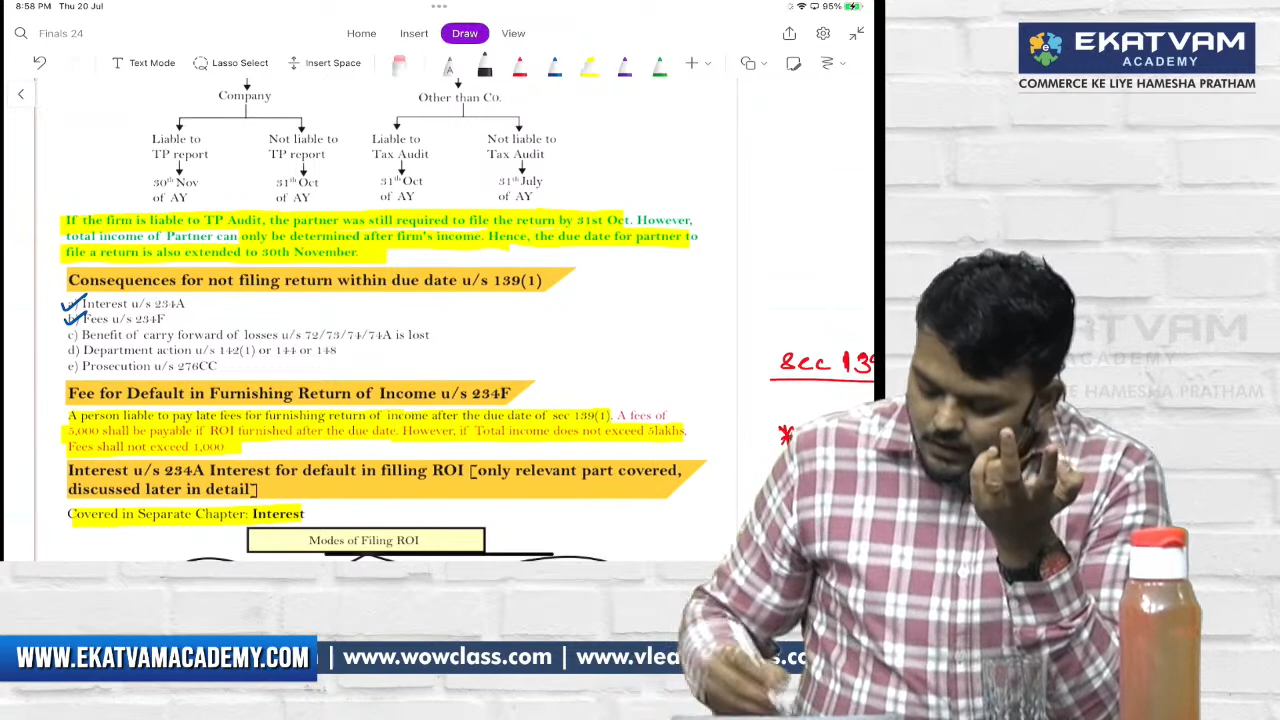 8:58 PM Thu 20 Jul
95%
Finals 24
Home
Insert
Draw
View
Text Mode
Lasso Select
Insert Space
Company
Other than Co.
Liable to
TP report
Not liable to
TP report
Liable to
Tax Audit
Not liable to
Tax Audit
30th Nov
of AY
31th Oct
of AY
31th Oct
of AY
31th July
of AY
If the firm is liable to TP Audit, the partner was still required to file the return by 31st Oct. However,
total income of Partner can only be determined after firm's income. Hence, the due date for partner to
file a return is also extended to 30th November.
Consequences for not filing return within due date u/s 139(1)
a) Interest u/s 234A
b) Fees u/s 234F
c) Benefit of carry forward of losses u/s 72/73/74/74A is lost
d) Department action u/s 142(1) or 144 or 148
e) Prosecution u/s 276CC
Fee for Default in Furnishing Return of Income u/s 234F
A person liable to pay late fees for furnishing return of income after the due date of sec 139(1). A fees of
5,000 shall be payable if ROI furnished after the due date. However, if Total income does not exceed 5lakhs,
Fees shall not exceed 1,000
Interest u/s 234A Interest for default in filling ROI [only relevant part covered,
discussed later in detail]
Covered in Separate Chapter: Interest
Modes of Filing ROI
Sec 139
*
EKATVAM
ACADEMY
COMMERCE KE LIYE HAMESHA PRATHAM
EKATVAM
ACADEMY
HAMESHA PRATHAM
WWW.EKATVAMACADEMY.COM
| www.wowclass.com |